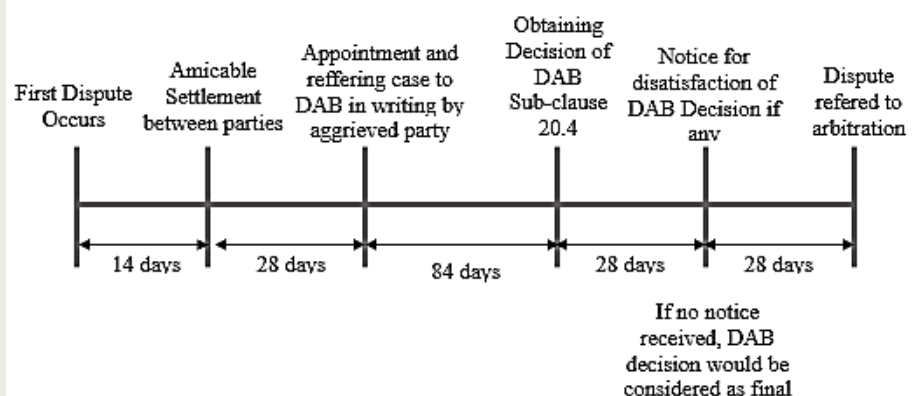 First Dispute
Occurs
Amicable
Settlement
between parties
Appointment and
reffering case to
DAB in writing by
aggrieved party
Obtaining
Decision of
DAB
Sub-clause
20.4
Notice for
disatisfaction of
DAB Decision if
any
Dispute
refered to
arbitration
14 days
28 days
84 days
28 days
28 days
If no notice
received, DAB
decision would be
considered as final